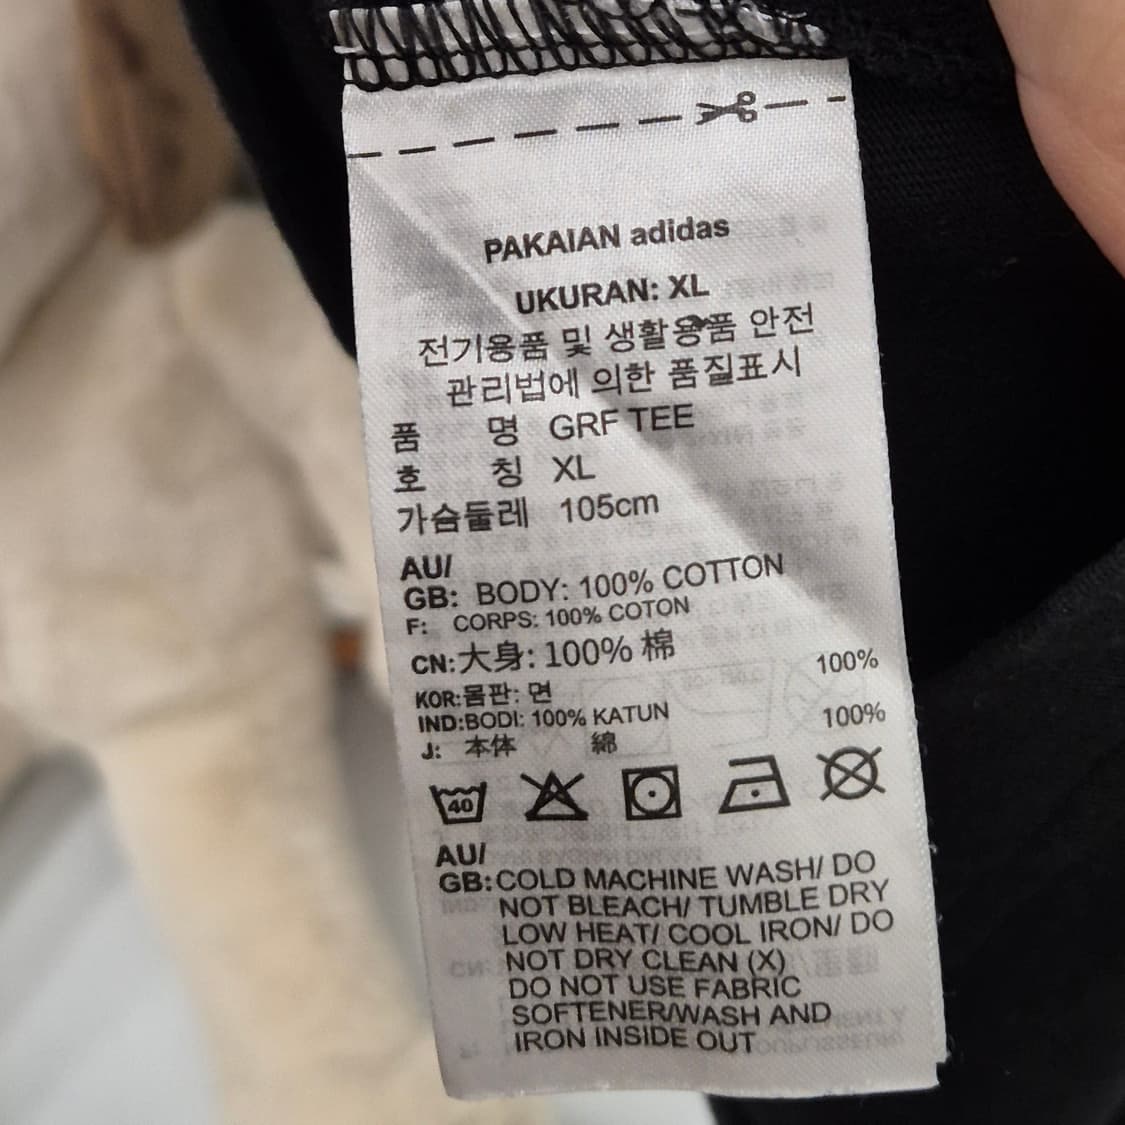 PAKAIAN adidas
UKURAN: XL
전기용품 및 생활용품 안전
관리법에 의한 품질표시
품 명 GRF TEE
호 칭 XL
가슴둘레 105cm
AU/
GB: BODY: 100% COTTON
F: CORPS: 100% COTON
CN:大身: 100% 棉
KOR:몸판: 면 100%
IND:BODI: 100% KATUN
J: 本体 綿 100%
40
AU/
GB:COLD MACHINE WASH/ DO
NOT BLEACH/ TUMBLE DRY
LOW HEAT/ COOL IRON/ DO
NOT DRY CLEAN (X)
DO NOT USE FABRIC
SOFTENER/WASH AND
IRON INSIDE OUT